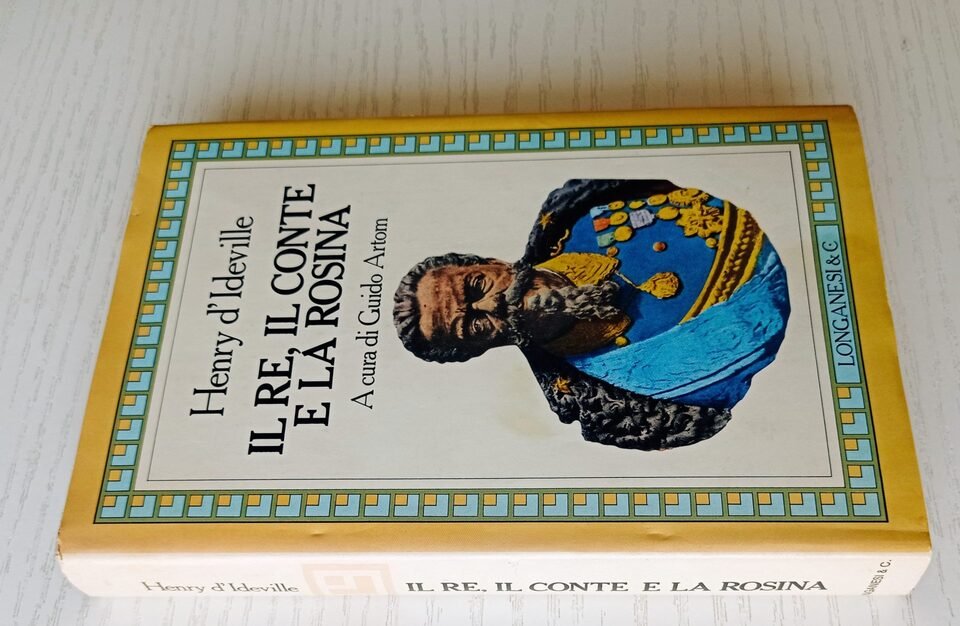 Henry d'Ideville
IL RE, IL CONTE
E LA ROSINA
A cura di Guido Artom
LONGANESI & C.
Henry d'Ideville
IL RE, IL CONTE E LA ROSINA
NGANESI & C.